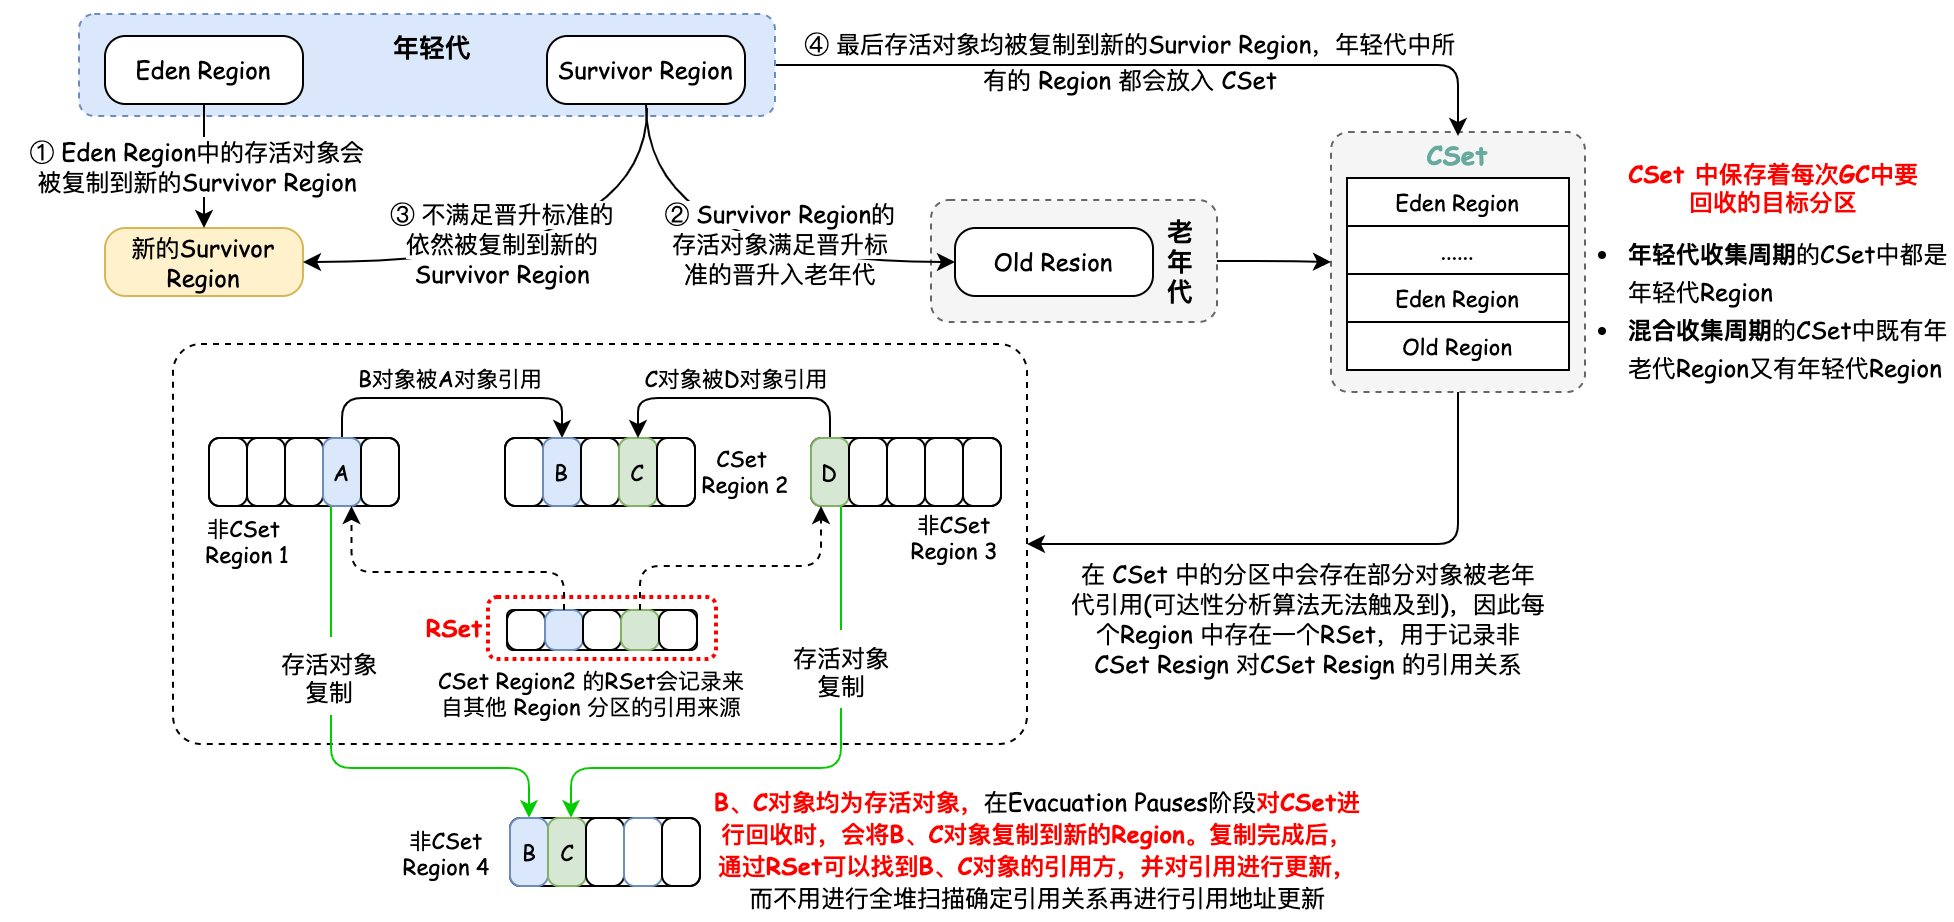 年轻代
Eden Region
Survivor Region
④ 最后存活对象均被复制到新的Survior Region，年轻代中所
有的 Region 都会放入 CSet
① Eden Region中的存活对象会
被复制到新的Survivor Region
③ 不满足晋升标准的
依然被复制到新的
Survivor Region
② Survivor Region的
存活对象满足晋升标
准的晋升入老年代
新的Survivor
Region
Old Resion
老
年
代
CSet
Eden Region
......
Eden Region
Old Region
CSet 中保存着每次GC中要
回收的目标分区
• 年轻代收集周期的CSet中都是
年轻代Region
• 混合收集周期的CSet中既有年
老代Region又有年轻代Region
B对象被A对象引用
C对象被D对象引用
A
B
C
CSet
Region 2
D
非CSet
Region 1
非CSet
Region 3
RSet
CSet Region2 的RSet会记录来
自其他 Region 分区的引用来源
存活对象
复制
存活对象
复制
在 CSet 中的分区中会存在部分对象被老年
代引用(可达性分析算法无法触及到)，因此每
个Region 中存在一个RSet，用于记录非
CSet Resign 对CSet Resign 的引用关系
非CSet
Region 4
B
C
B、C对象均为存活对象，在Evacuation Pauses阶段对CSet进
行回收时，会将B、C对象复制到新的Region。复制完成后，
通过RSet可以找到B、C对象的引用方，并对引用进行更新，
而不用进行全堆扫描确定引用关系再进行引用地址更新